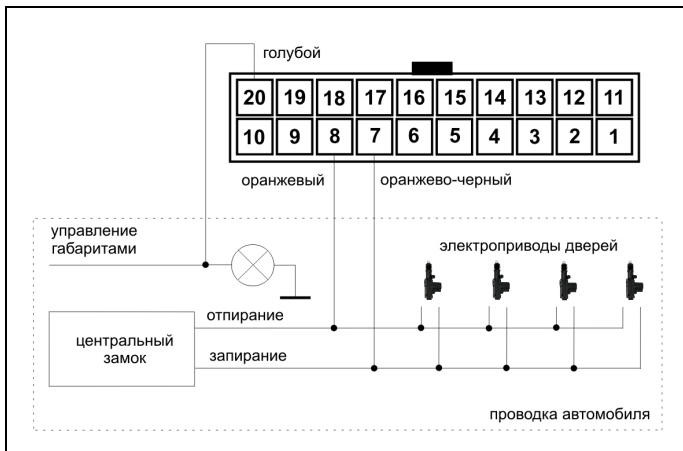 голубой
20 19 18 17 16 15 14 13 12 11
10 9 8 7 6 5 4 3 2 1
оранжевый оранжево-черный
управление
габаритами
электроприводы дверей
отпирание
центральный
замок
запирание
проводка автомобиля